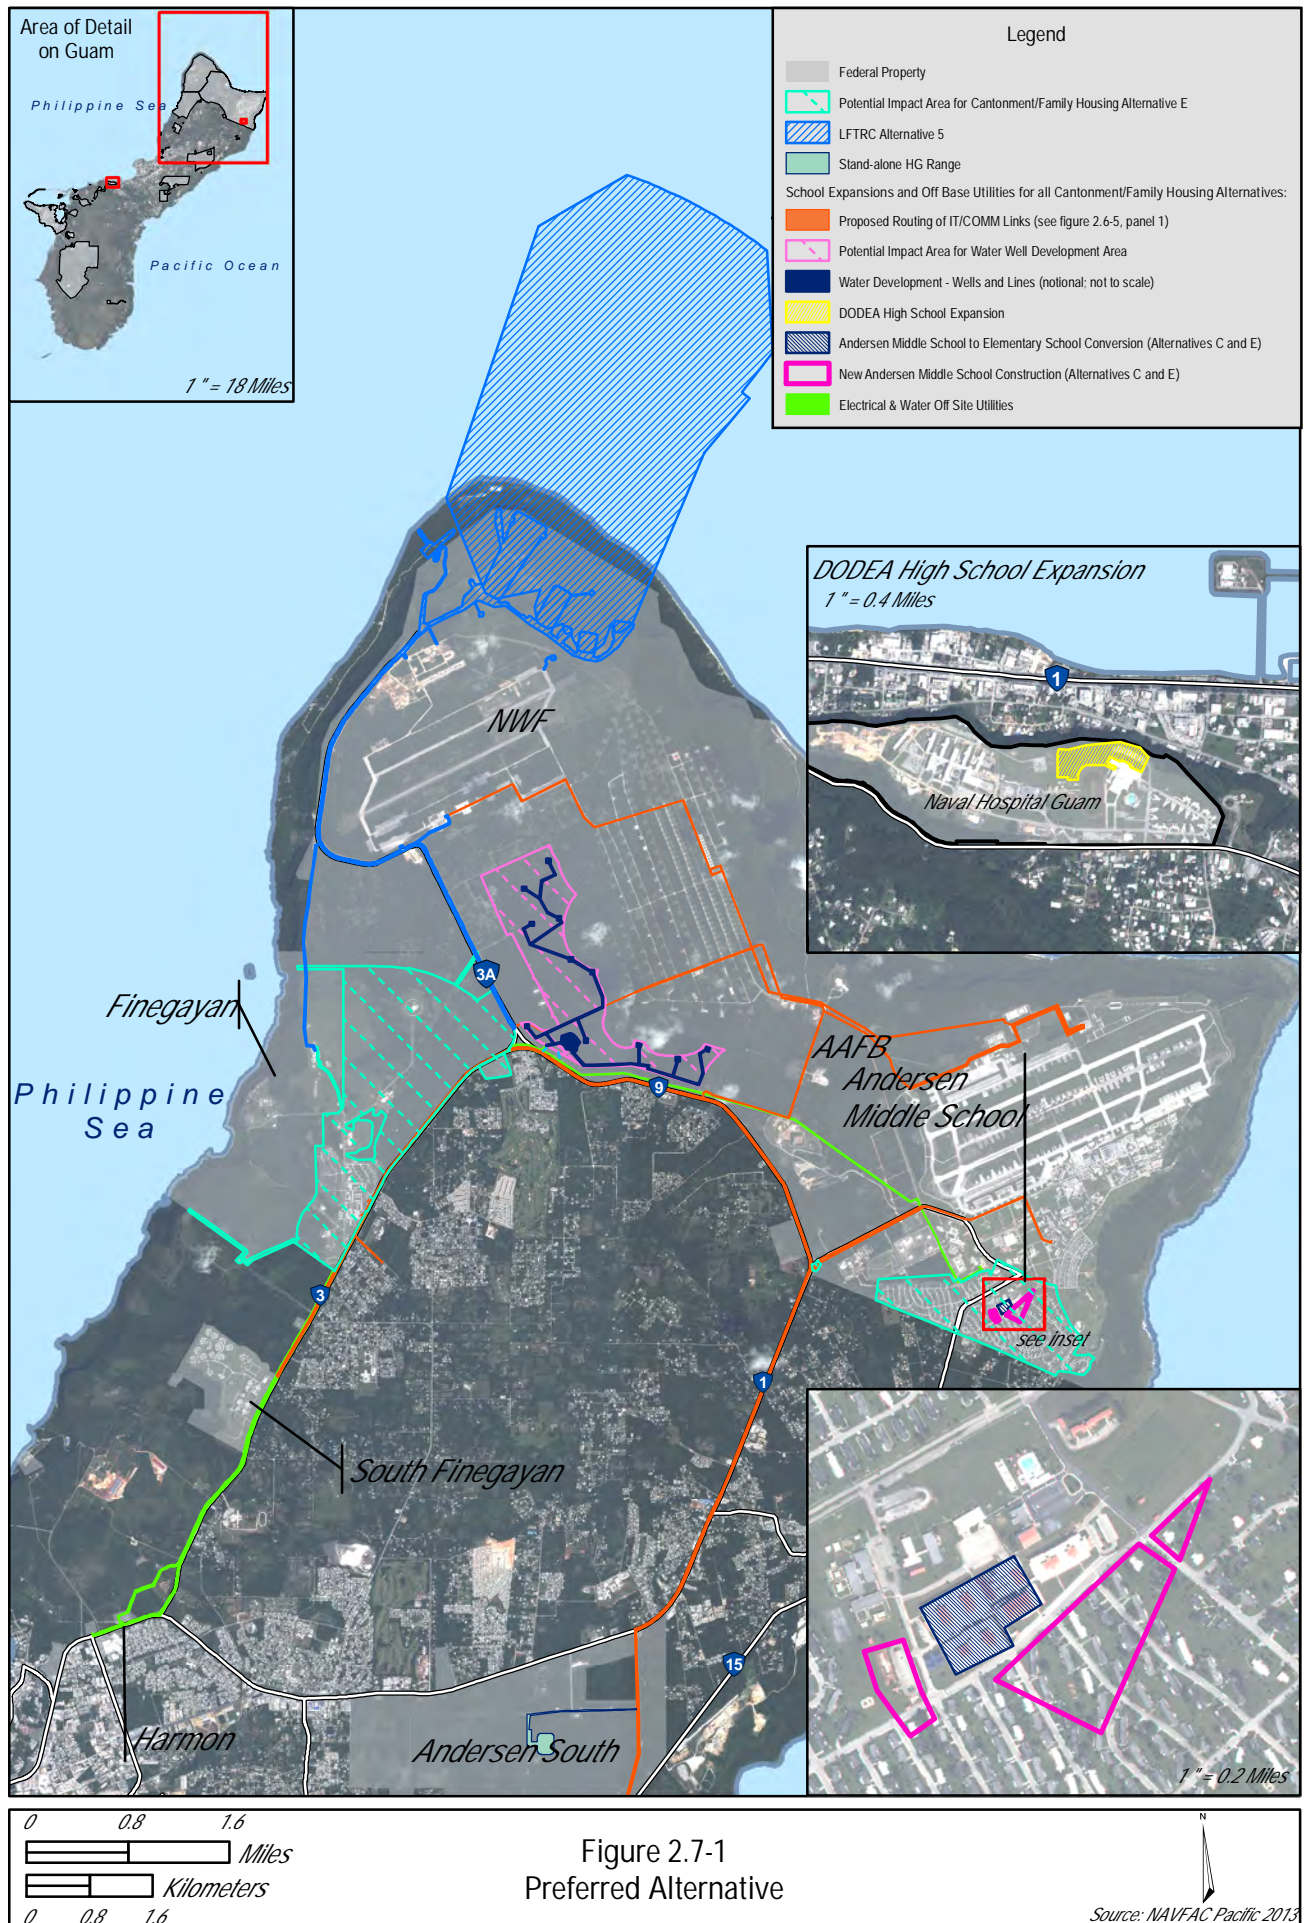 Area of Detail
on Guam
Philippine Sea
Pacific Ocean
1 " = 18 Miles
Legend
Federal Property
Potential Impact Area for Cantonment/Family Housing Alternative E
LFTRC Alternative 5
Stand-alone HG Range
School Expansions and Off Base Utilities for all Cantonment/Family Housing Alternatives:
Proposed Routing of IT/COMM Links (see figure 2.6-5, panel 1)
Potential Impact Area for Water Well Development Area
Water Development - Wells and Lines (notional; not to scale)
DODEA High School Expansion
Andersen Middle School to Elementary School Conversion (Alternatives C and E)
New Andersen Middle School Construction (Alternatives C and E)
Electrical & Water Off Site Utilities
DODEA High School Expansion
1 " = 0.4 Miles
1
Naval Hospital Guam
NWF
3A
Finegayan
Philippine
Sea
AAFB
Andersen
Middle School
9
3
see inset
1
South Finegayan
15
Harmon
Andersen South
1 " = 0.2 Miles
0 0.8 1.6
Miles
Kilometers
0 0.8 1.6
Figure 2.7-1
Preferred Alternative
N
Source: NAVFAC Pacific 2013